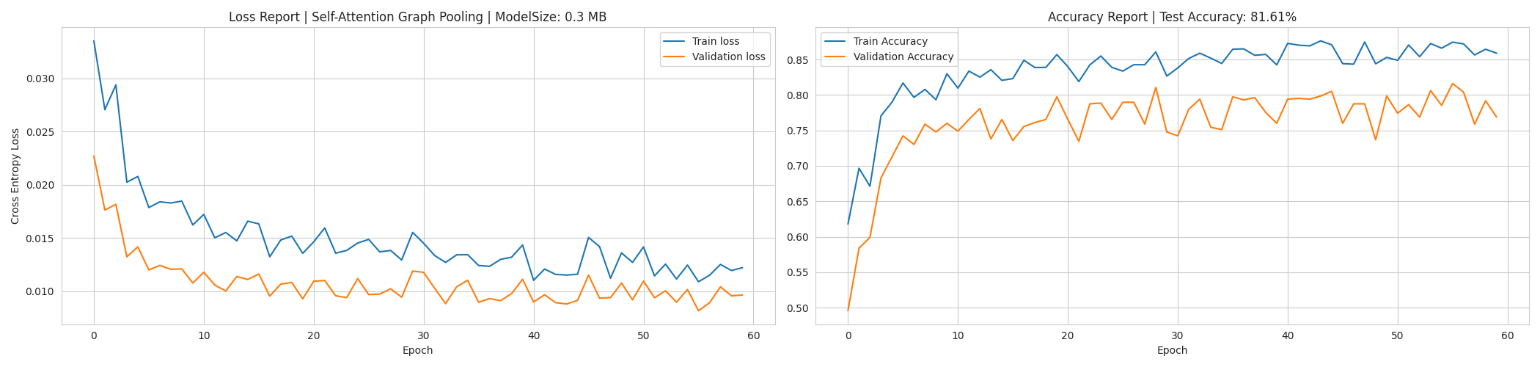 Loss Report | Self-Attention Graph Pooling | ModelSize: 0.3 MB
Train loss
Validation loss
0.030
0.025
0.020
0.015
0.010
Cross Entropy Loss
0 10 20 30 40 50 60
Epoch
Accuracy Report | Test Accuracy: 81.61%
Train Accuracy
Validation Accuracy
0.85
0.80
0.75
0.70
0.65
0.60
0.55
0.50
0 10 20 30 40 50 60
Epoch